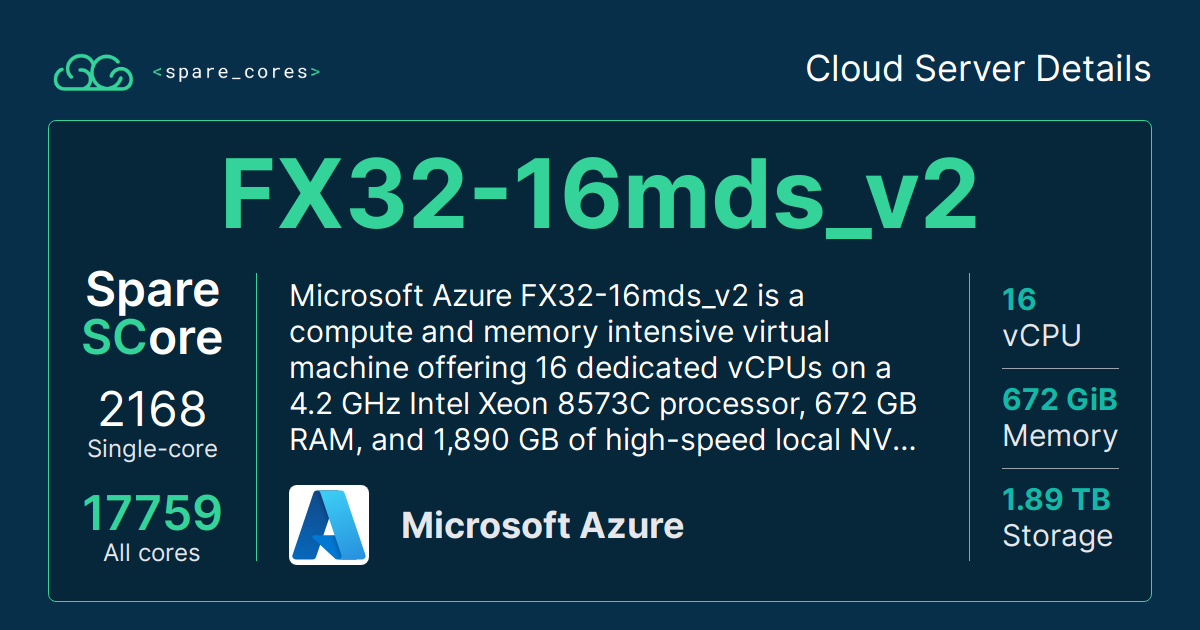 <spare_cores>
Cloud Server Details
FX32-16mds_v2
Spare
SCore
2168
Single-core
17759
All cores
Microsoft Azure FX32-16mds_v2 is a
compute and memory intensive virtual
machine offering 16 dedicated vCPUs on a
4.2 GHz Intel Xeon 8573C processor, 672 GB
RAM, and 1,890 GB of high-speed local NV...
Microsoft Azure
16
vCPU
672 GiB
Memory
1.89 TB
Storage